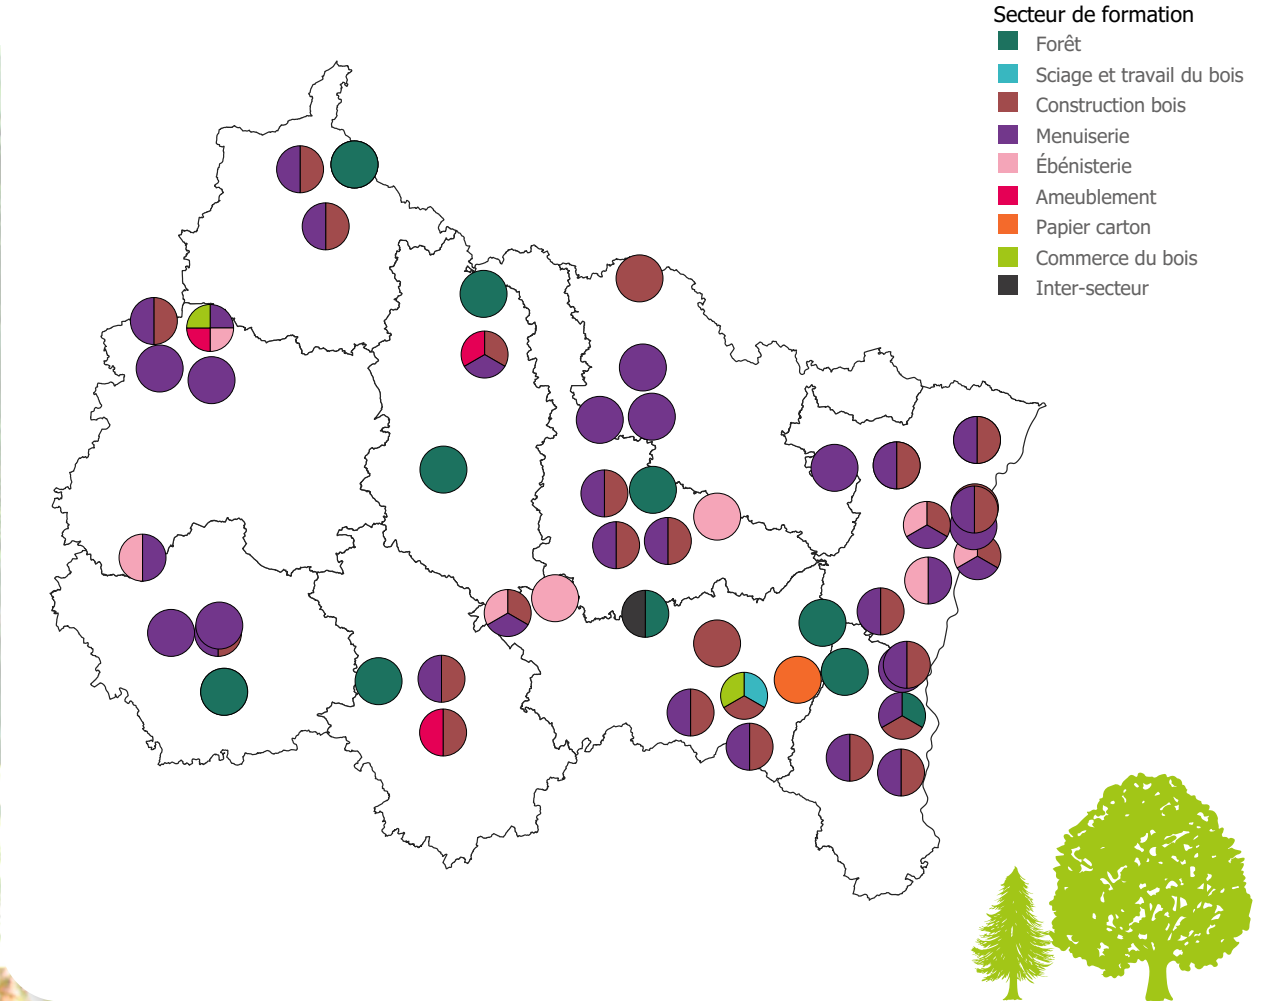 Secteur de formation
Forêt
Sciage et travail du bois
Construction bois
Menuiserie
Ébénisterie
Ameublement
Papier carton
Commerce du bois
Inter-secteur